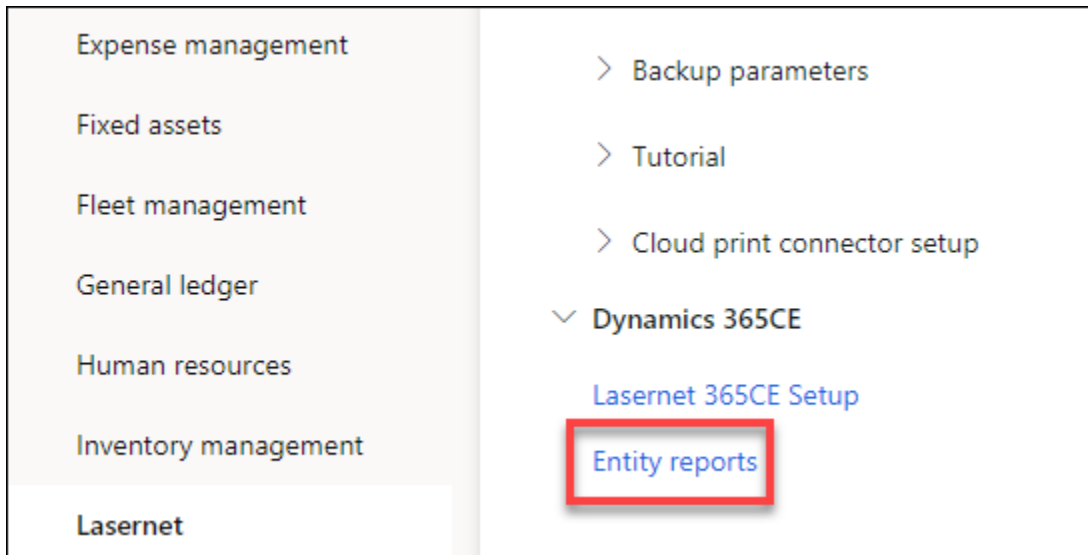 Expense management
Fixed assets
Fleet management
General ledger
Human resources
Inventory management
Lasernet
Backup parameters
Tutorial
Cloud print connector setup
Dynamics 365CE
Lasernet 365CE Setup
Entity reports